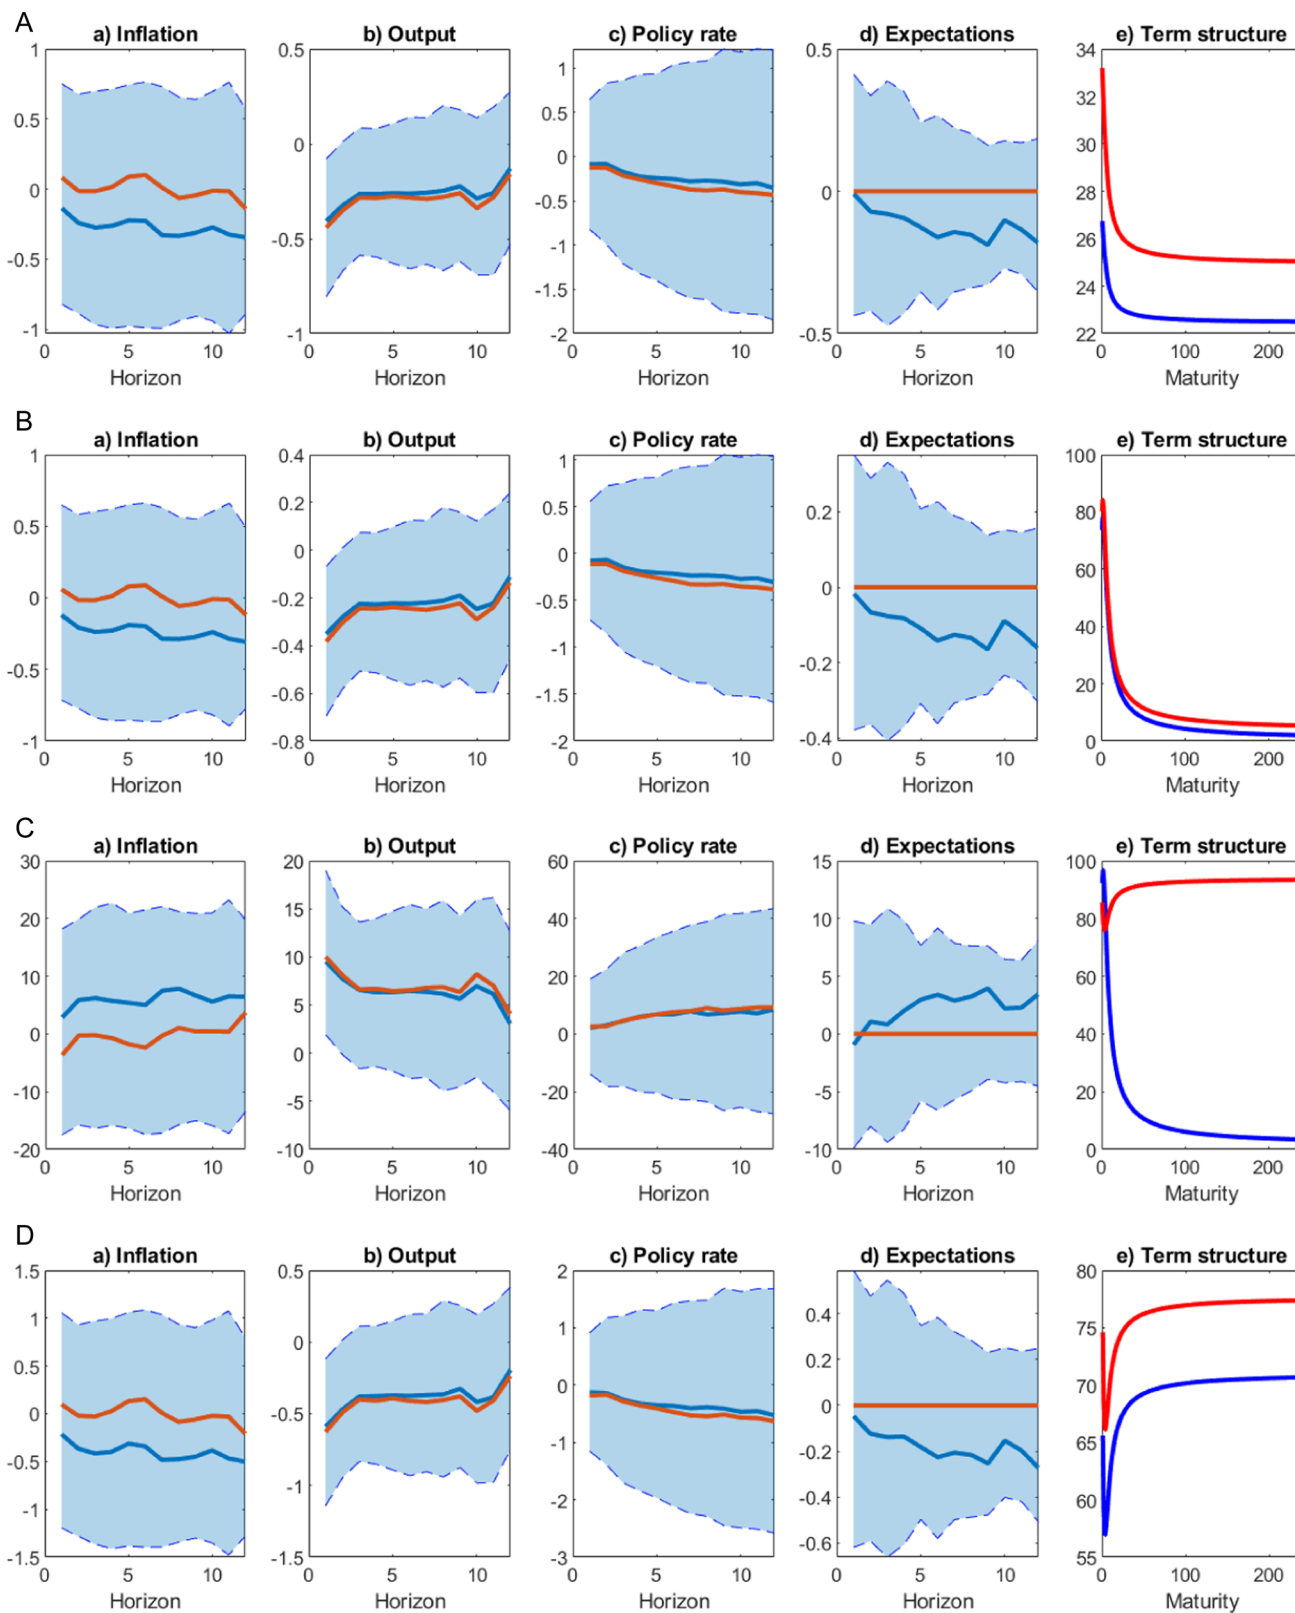 A
a) Inflation b) Output c) Policy rate d) Expectations e) Term structure
1 0.5 0 -0.5 -1
0.5 0 -0.5 -1
1 0.5 0 -0.5 -1 -1.5 -2
0.5 0 -0.5
34 32 30 28 26 24 22
0 5 10 0 5 10 0 5 10 0 5 10 0 100 200
Horizon Horizon Horizon Horizon Maturity
B
a) Inflation b) Output c) Policy rate d) Expectations e) Term structure
1 0.5 0 -0.5 -1
0.4 0.2 0 -0.2 -0.4 -0.6 -0.8
1 0.5 0 -0.5 -1 -1.5 -2
0.2 0 -0.2 -0.4
100 80 60 40 20 0
0 5 10 0 5 10 0 5 10 0 5 10 0 100 200
Horizon Horizon Horizon Horizon Maturity
C
a) Inflation b) Output c) Policy rate d) Expectations e) Term structure
30 20 10 0 -10 -20
20 15 10 5 0 -5 -10
60 40 20 0 -20 -40
15 10 5 0 -5 -10
100 80 60 40 20 0
0 5 10 0 5 10 0 5 10 0 5 10 0 100 200
Horizon Horizon Horizon Horizon Maturity
D
a) Inflation b) Output c) Policy rate d) Expectations e) Term structure
1.5 1 0.5 0 -0.5 -1 -1.5
0.5 0 -0.5 -1 -1.5
2 1 0 -1 -2 -3
0.4 0.2 0 -0.2 -0.4 -0.6
80 75 70 65 60 55
0 5 10 0 5 10 0 5 10 0 5 10 0 100 200
Horizon Horizon Horizon Horizon Maturity